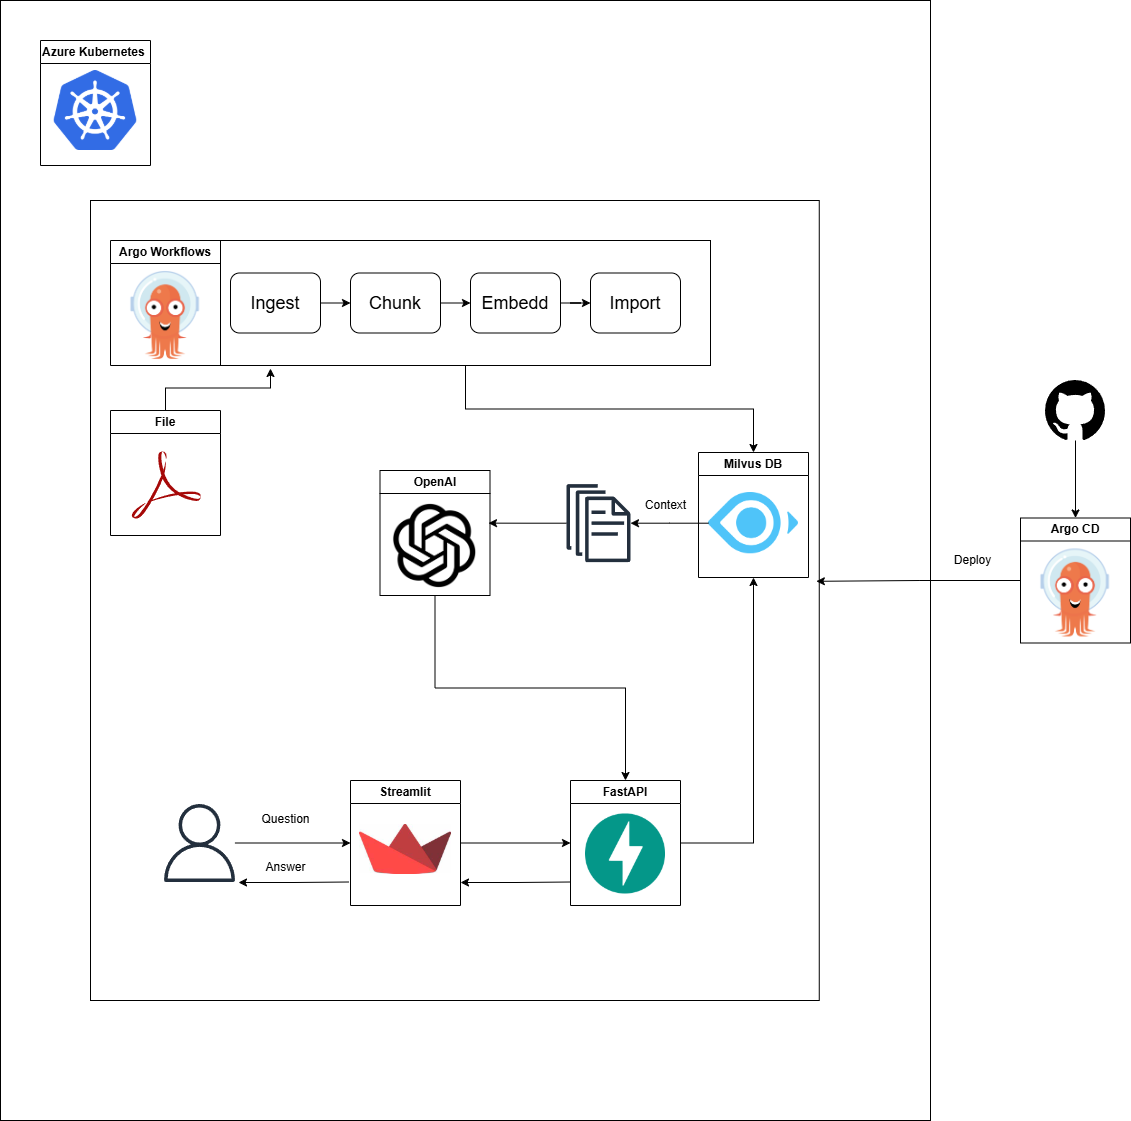 Azure Kubernetes
Argo Workflows
Ingest
Chunk
Embedd
Import
File
OpenAI
Context
Milvus DB
Argo CD
Deploy
Streamlit
FastAPI
Question
Answer